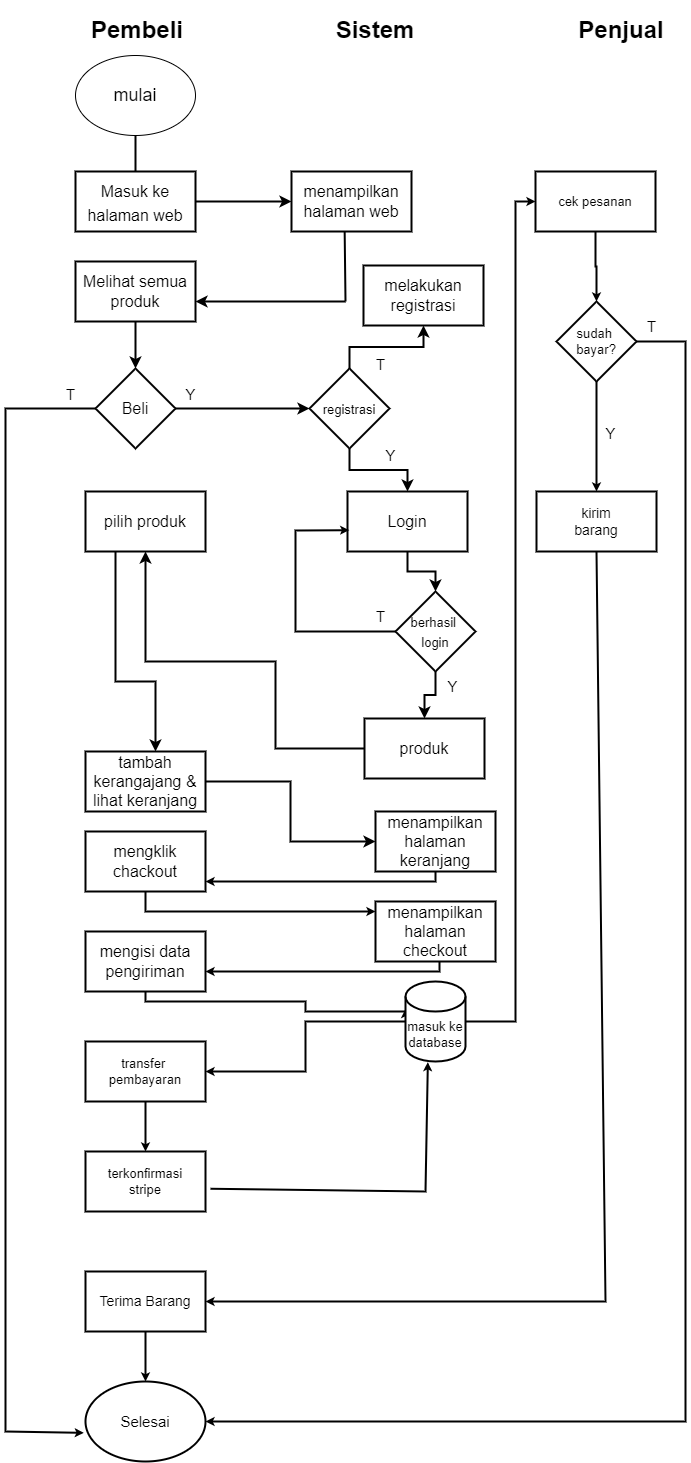 Pembeli
Sistem
Penjual
mulai
Masuk ke
halaman web
menampilkan
halaman web
cek pesanan
Melihat semua
produk
melakukan
registrasi
sudah
bayar?
T
T
Beli
Y
registrasi
T
Y
Y
pilih produk
Login
kirim
barang
T
berhasil
login
Y
produk
tambah
kerangajang &
lihat keranjang
menampilkan
halaman
keranjang
mengklik
chackout
menampilkan
halaman
checkout
mengisi data
pengiriman
masuk ke
database
transfer
pembayaran
terkonfirmasi
stripe
Terima Barang
Selesai